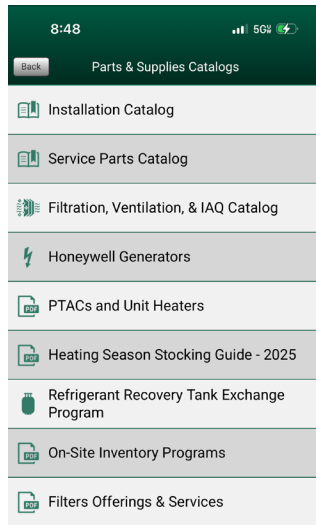 8:48
5G
Back
Parts & Supplies Catalogs
Installation Catalog
Service Parts Catalog
Filtration, Ventilation, & IAQ Catalog
Honeywell Generators
PDF
PTACs and Unit Heaters
PDF
Heating Season Stocking Guide - 2025
Refrigerant Recovery Tank Exchange
Program
PDF
On-Site Inventory Programs
PDF
Filters Offerings & Services